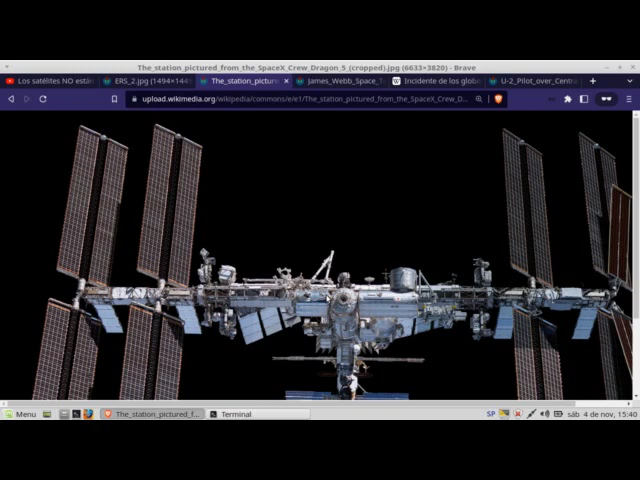 The_station_pictured_from_the_SpaceX_Crew_Dragon_5_(cropped).jpg (6633×3820) - Brave
Los satélites NO están
ERS_2.jpg (1494×144
The_station_pictur
James_Webb_Space_T
Incidente de los globo
U-2_Pilot_over_Centra
upload.wikimedia.org/wikipedia/commons/e/e1/The_station_pictured_from_the_SpaceX_Crew_D...
Menu
The_station_pictured_f...
Terminal
SP
sáb 4 de nov, 15:40